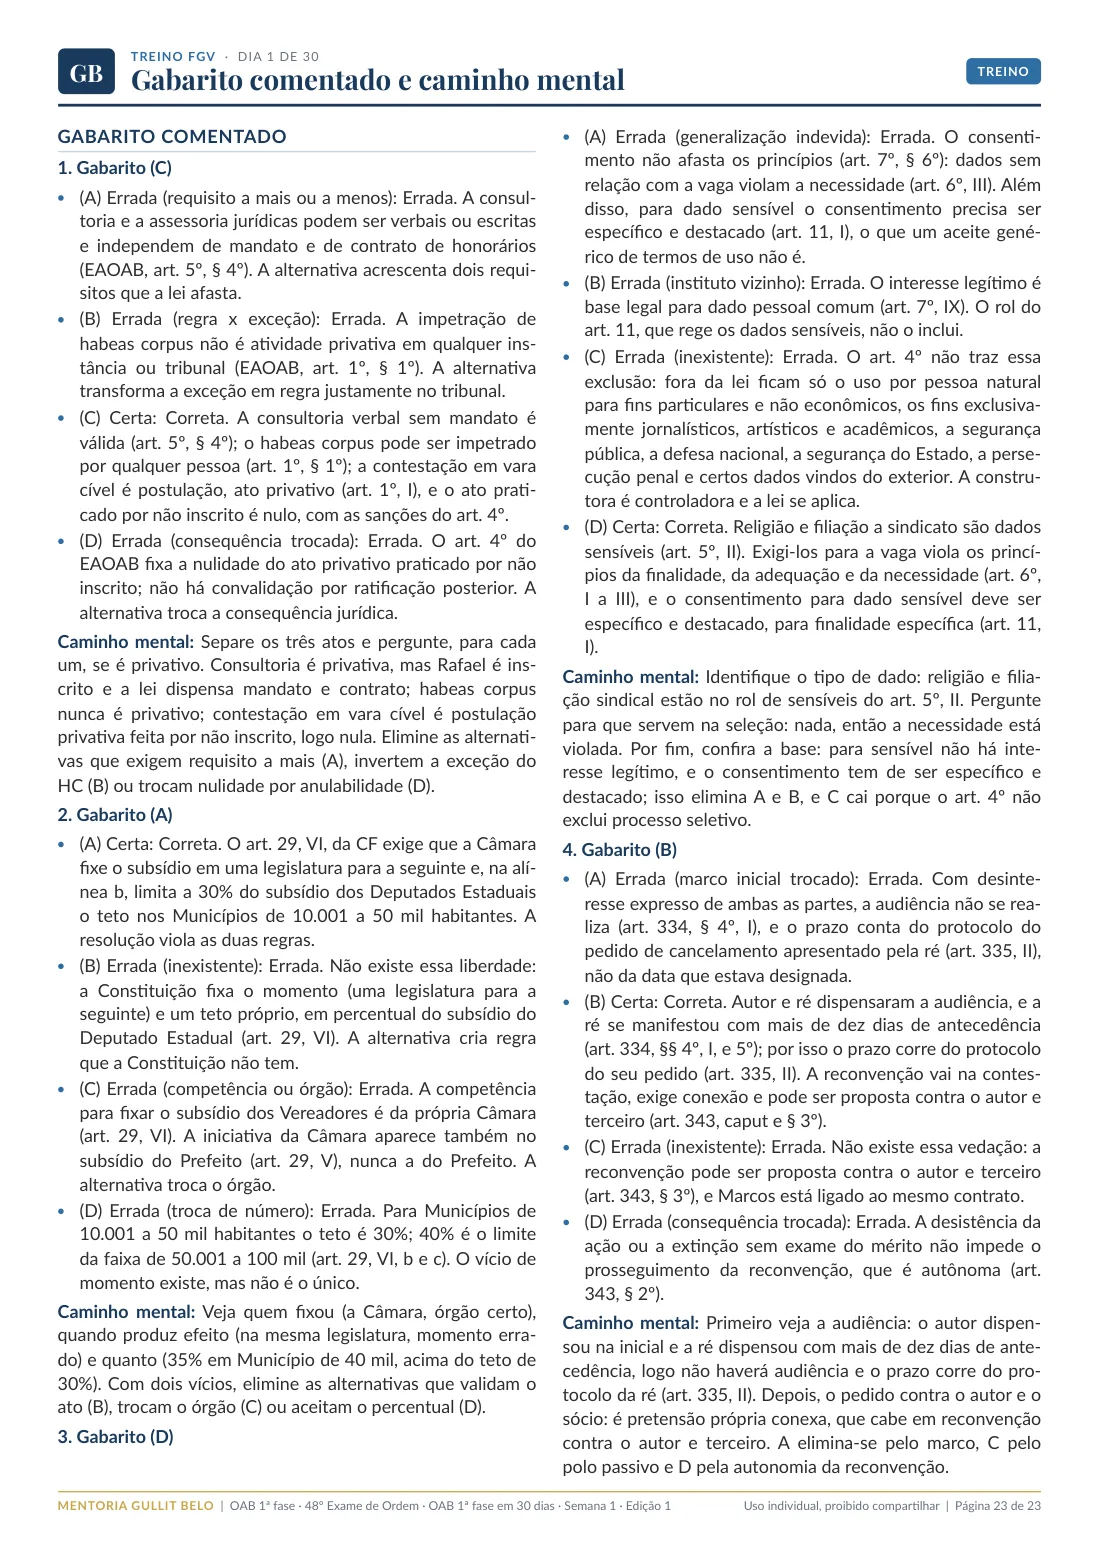 GB
TREINO FGV · DIA 1 DE 30
Gabarito comentado e caminho mental
TREINO
GABARITO COMENTADO
1. Gabarito (C)
• (A) Errada (requisito a mais ou a menos): Errada. A consul-
toria e a assessoria jurídicas podem ser verbais ou escritas
e independem de mandato e de contrato de honorários
(EAOAB, art. 5º, § 4º). A alternativa acrescenta dois requi-
sitos que a lei afasta.
• (B) Errada (regra x exceção): Errada. A impetração de
habeas corpus não é atividade privativa em qualquer ins-
tância ou tribunal (EAOAB, art. 1º, § 1º). A alternativa
transforma a exceção em regra justamente no tribunal.
• (C) Certa: Correta. A consultoria verbal sem mandato é
válida (art. 5º, § 4º); o habeas corpus pode ser impetrado
por qualquer pessoa (art. 1º, § 1º); a contestação em vara
cível é postulação, ato privativo (art. 1º, I), e o ato prati-
cado por não inscrito é nulo, com as sanções do art. 4º.
• (D) Errada (consequência trocada): Errada. O art. 4º do
EAOAB fixa a nulidade do ato privativo praticado por não
inscrito; não há convalidação por ratificação posterior. A
alternativa troca a consequência jurídica.
Caminho mental: Separe os três atos e pergunte, para cada
um, se é privativo. Consultoria é privativa, mas Rafael é ins-
crito e a lei dispensa mandato e contrato; habeas corpus
nunca é privativo; contestação em vara cível é postulação
privativa feita por não inscrito, logo nula. Elimine as alternati-
vas que exigem requisito a mais (A), invertem a exceção do
HC (B) ou trocam nulidade por anulabilidade (D).
2. Gabarito (A)
• (A) Certa: Correta. O art. 29, VI, da CF exige que a Câmara
fixe o subsídio em uma legislatura para a seguinte e, na alí-
nea b, limita a 30% do subsídio dos Deputados Estaduais
o teto nos Municípios de 10.001 a 50 mil habitantes. A
resolução viola as duas regras.
• (B) Errada (inexistente): Errada. Não existe essa liberdade:
a Constituição fixa o momento (uma legislatura para a
seguinte) e um teto próprio, em percentual do subsídio do
Deputado Estadual (art. 29, VI). A alternativa cria regra
que a Constituição não tem.
• (C) Errada (competência ou órgão): Errada. A competência
para fixar o subsídio dos Vereadores é da própria Câmara
(art. 29, VI). A iniciativa da Câmara aparece também no
subsídio do Prefeito (art. 29, V), nunca a do Prefeito. A
alternativa troca o órgão.
• (D) Errada (troca de número): Errada. Para Municípios de
10.001 a 50 mil habitantes o teto é 30%; 40% é o limite
da faixa de 50.001 a 100 mil (art. 29, VI, b e c). O vício de
momento existe, mas não é o único.
Caminho mental: Veja quem fixou (a Câmara, órgão certo),
quando produz efeito (na mesma legislatura, momento erra-
do) e quanto (35% em Município de 40 mil, acima do teto de
30%). Com dois vícios, elimine as alternativas que validam o
ato (B), trocam o órgão (C) ou aceitam o percentual (D).
3. Gabarito (D)
• (A) Errada (generalização indevida): Errada. O consenti-
mento não afasta os princípios (art. 7º, § 6º): dados sem
relação com a vaga violam a necessidade (art. 6º, III). Além
disso, para dado sensível o consentimento precisa ser
específico e destacado (art. 11, I), o que um aceite gené-
rico de termos de uso não é.
• (B) Errada (instituto vizinho): Errada. O interesse legítimo é
base legal para dado pessoal comum (art. 7º, IX). O rol do
art. 11, que rege os dados sensíveis, não o inclui.
• (C) Errada (inexistente): Errada. O art. 4º não traz essa
exclusão: fora da lei ficam só o uso por pessoa natural
para fins particulares e não econômicos, os fins exclusiva-
mente jornalísticos, artísticos e acadêmicos, a segurança
pública, a defesa nacional, a segurança do Estado, a perse-
cução penal e certos dados vindos do exterior. A constru-
tora é controladora e a lei se aplica.
• (D) Certa: Correta. Religião e filiação a sindicato são dados
sensíveis (art. 5º, II). Exigi-los para a vaga viola os princí-
pios da finalidade, da adequação e da necessidade (art. 6º,
I a III), e o consentimento para dado sensível deve ser
específico e destacado, para finalidade específica (art. 11,
I).
Caminho mental: Identifique o tipo de dado: religião e filia-
ção sindical estão no rol de sensíveis do art. 5º, II. Pergunte
para que servem na seleção: nada, então a necessidade está
violada. Por fim, confira a base: para sensível não há inte-
resse legítimo, e o consentimento tem de ser específico e
destacado; isso elimina A e B, e C cai porque o art. 4º não
exclui processo seletivo.
4. Gabarito (B)
• (A) Errada (marco inicial trocado): Errada. Com desinte-
resse expresso de ambas as partes, a audiência não se rea-
liza (art. 334, § 4º, I), e o prazo conta do protocolo do
pedido de cancelamento apresentado pela ré (art. 335, II),
não da data que estava designada.
• (B) Certa: Correta. Autor e ré dispensaram a audiência, e a
ré se manifestou com mais de dez dias de antecedência
(art. 334, §§ 4º, I, e 5º); por isso o prazo corre do protocolo
do seu pedido (art. 335, II). A reconvenção vai na contes-
tação, exige conexão e pode ser proposta contra o autor e
terceiro (art. 343, caput e § 3º).
• (C) Errada (inexistente): Errada. Não existe essa vedação: a
reconvenção pode ser proposta contra o autor e terceiro
(art. 343, § 3º), e Marcos está ligado ao mesmo contrato.
• (D) Errada (consequência trocada): Errada. A desistência da
ação ou a extinção sem exame do mérito não impede o
prosseguimento da reconvenção, que é autônoma (art.
343, § 2º).
Caminho mental: Primeiro veja a audiência: o autor dispen-
sou na inicial e a ré dispensou com mais de dez dias de ante-
cedência, logo não haverá audiência e o prazo corre do pro-
tocolo da ré (art. 335, II). Depois, o pedido contra o autor e o
sócio: é pretensão própria conexa, que cabe em reconvenção
contra o autor e terceiro. A elimina-se pelo marco, C pelo
polo passivo e D pela autonomia da reconvenção.
MENTORIA GULLIT BELO | OAB 1ª fase · 48º Exame de Ordem · OAB 1ª fase em 30 dias · Semana 1 · Edição 1
Uso individual, proibido compartilhar | Página 23 de 23